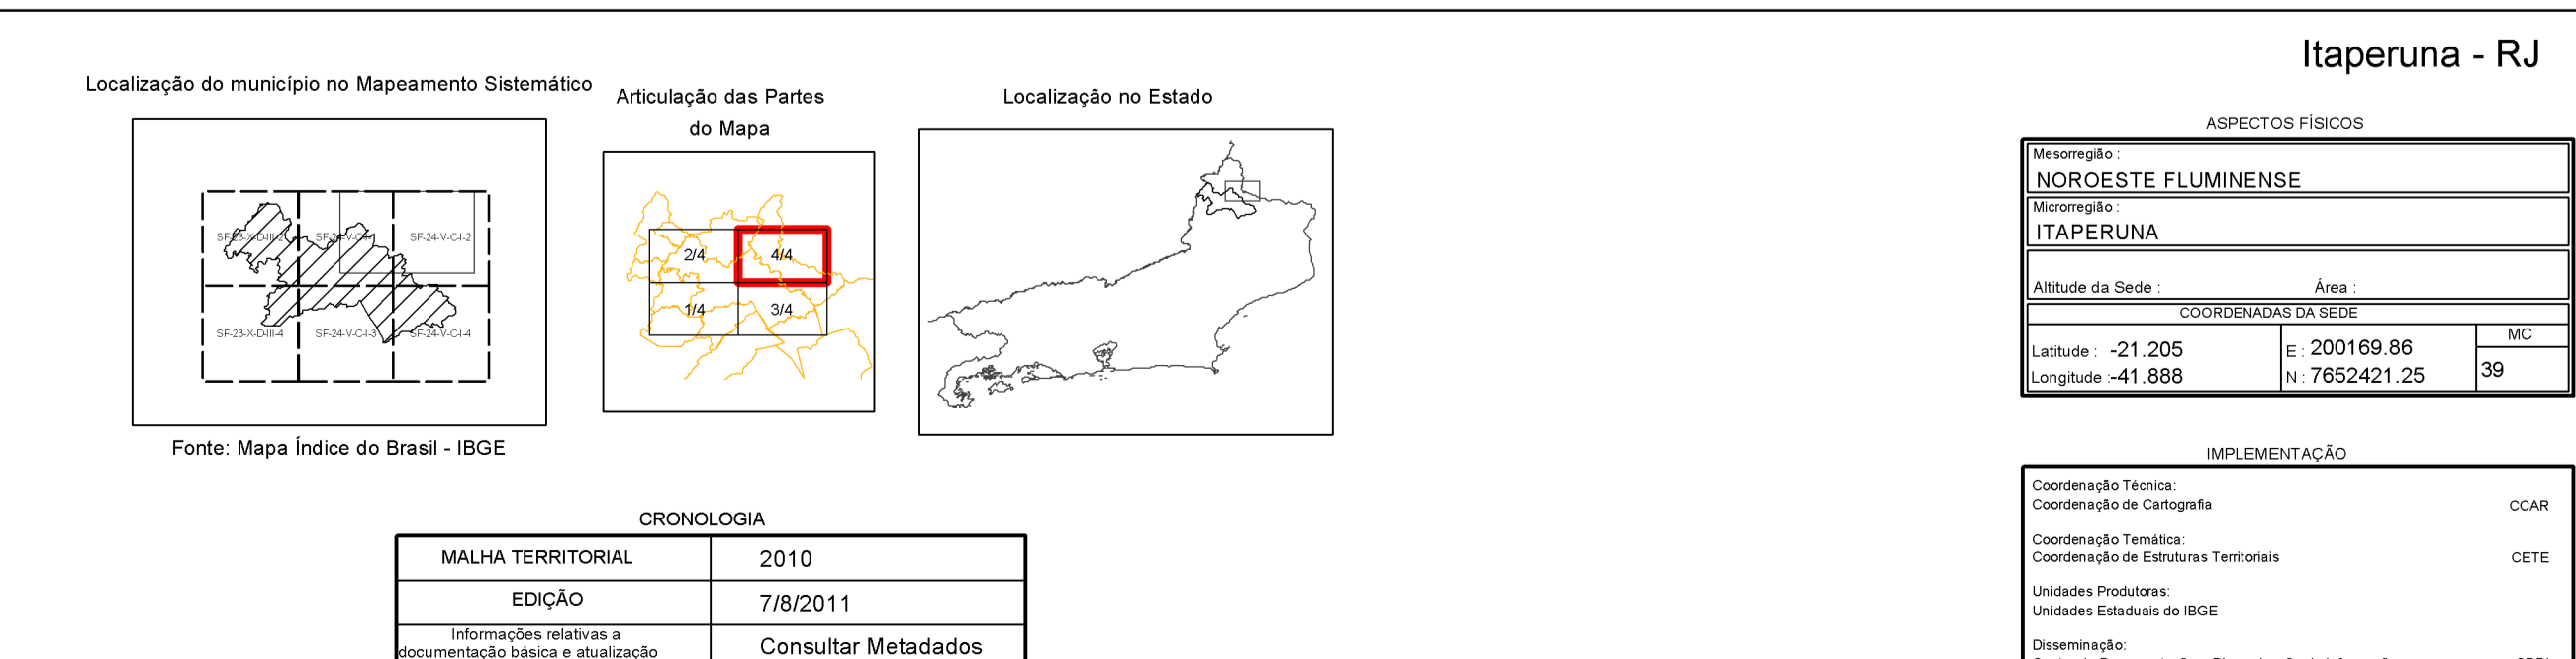 Itaperuna - RJ
Localização do município no Mapeamento Sistemático
SF-24-V-C-I-2
SF-23-X-D-III-4
SF-24-V-C-I-3
SF-24-V-C-I-4
Fonte: Mapa Índice do Brasil - IBGE
Articulação das Partes
do Mapa
2/4
4/4
1/4
3/4
Localização no Estado
CRONOLOGIA
MALHA TERRITORIAL
2010
EDIÇÃO
7/8/2011
Informações relativas a
documentação básica e atualização
Consultar Metadados
ASPECTOS FÍSICOS
Mesorregião :
NOROESTE FLUMINENSE
Microrregião :
ITAPERUNA
Altitude da Sede :
Área :
COORDENADAS DA SEDE
Latitude : -21.205
Longitude :-41.888
E : 200169.86
N : 7652421.25
MC
39
IMPLEMENTAÇÃO
Coordenação Técnica:
Coordenação de Cartografia CCAR
Coordenação Temática:
Coordenação de Estruturas Territoriais CETE
Unidades Produtoras:
Unidades Estaduais do IBGE
Disseminação: